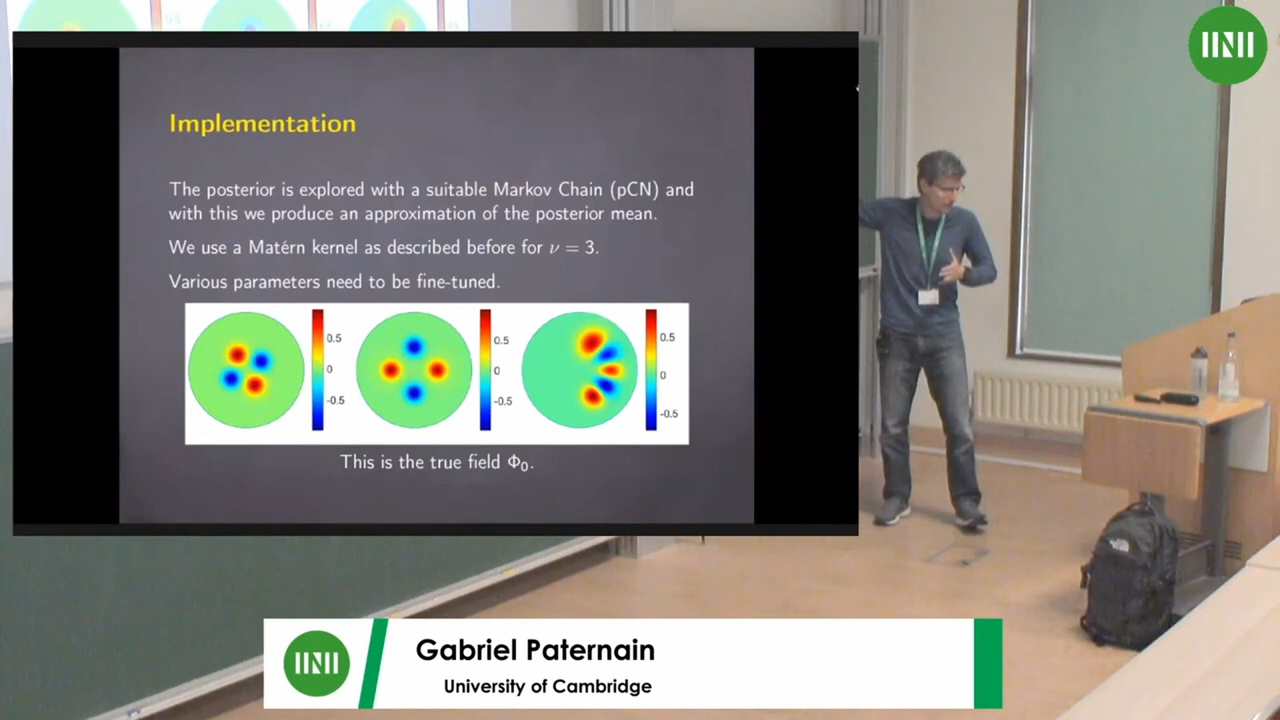 Implementation
The posterior is explored with a suitable Markov Chain (pCN) and
with this we produce an approximation of the posterior mean.
We use a Matérn kernel as described before for ν = 3.
Various parameters need to be fine-tuned.
0.5
0
-0.5
0.5
0
-0.5
0.5
0
-0.5
This is the true field Φ₀.
Gabriel Paternain
University of Cambridge